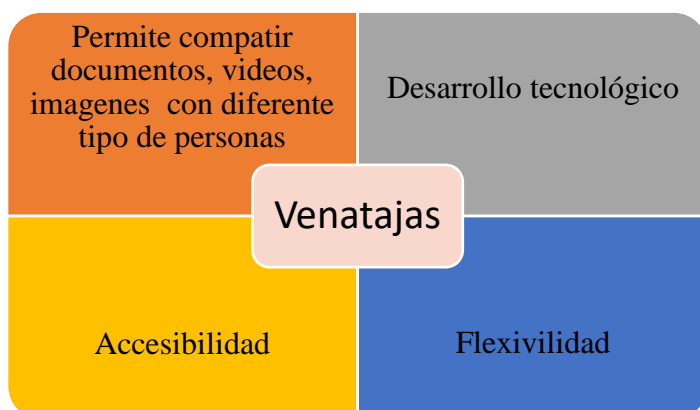 Permite compatir
documentos, videos,
imagenes con diferente
tipo de personas
Desarrollo tecnológico
Venatajas
Accesibilidad
Flexivilidad